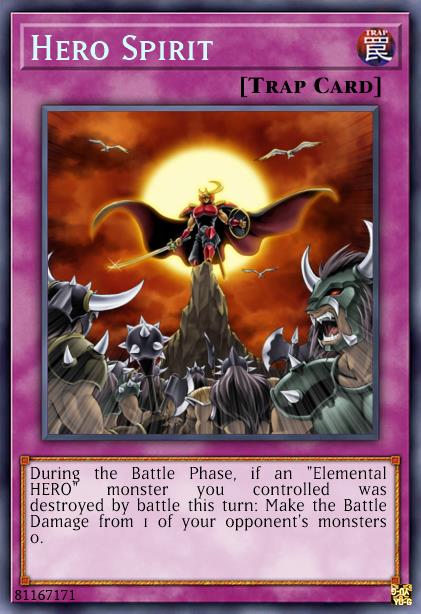 HERO SPIRIT
TRAP
罠
[TRAP CARD]
During the Battle Phase, if an "Elemental
HERO" monster you controlled was
destroyed by battle this turn: Make the Battle
Damage from 1 of your opponent's monsters
0.
81167171